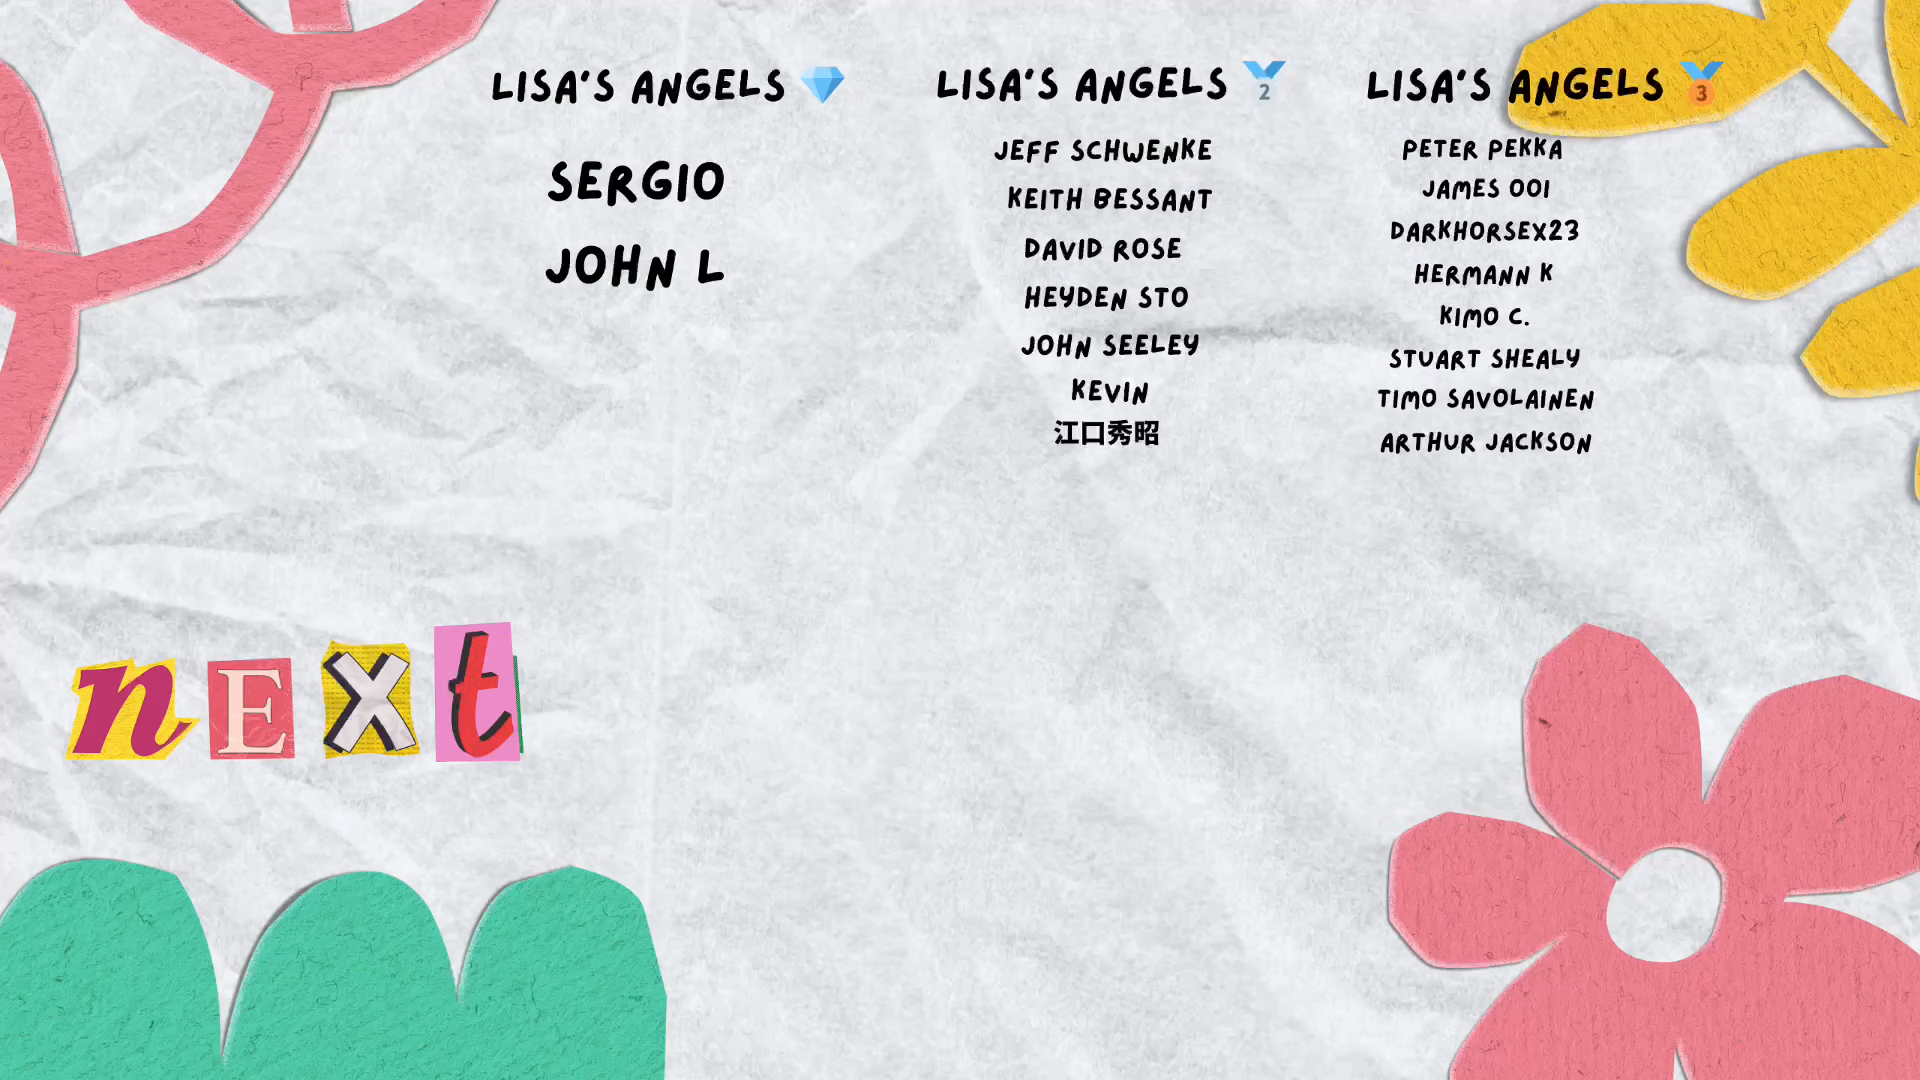 LISA'S ANGELS 💎
SERGIO
JOHN L
LISA'S ANGELS 🥈
JEFF SCHWENKE
KEITH BESSANT
DAVID ROSE
HEYDEN STO
JOHN SEELEY
KEVIN
江口秀昭
LISA'S ANGELS 🥉
PETER PEKKA
JAMES OOI
DARKHORSEX23
HERMANN K
KIMO C.
STUART SHEALY
TIMO SAVOLAINEN
ARTHUR JACKSON
nEXt